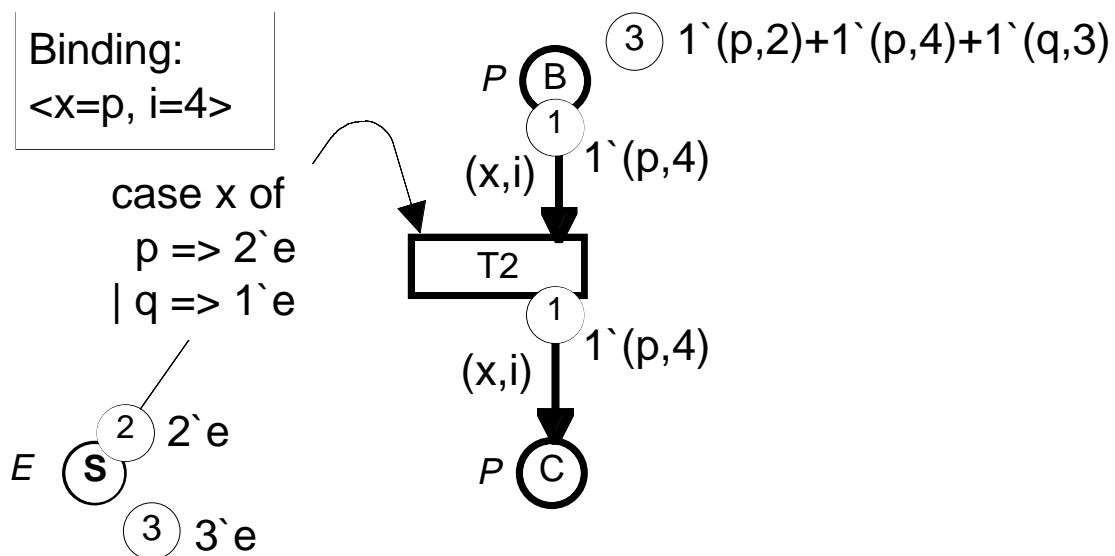 Binding:
<x=p, i=4>
P
B
3
1`(p,2)+1`(p,4)+1`(q,3)
1
(x,i)
1`(p,4)
case x of
p => 2`e
| q => 1`e
T2
1
(x,i)
1`(p,4)
2
2`e
E
S
P
C
3
3`e